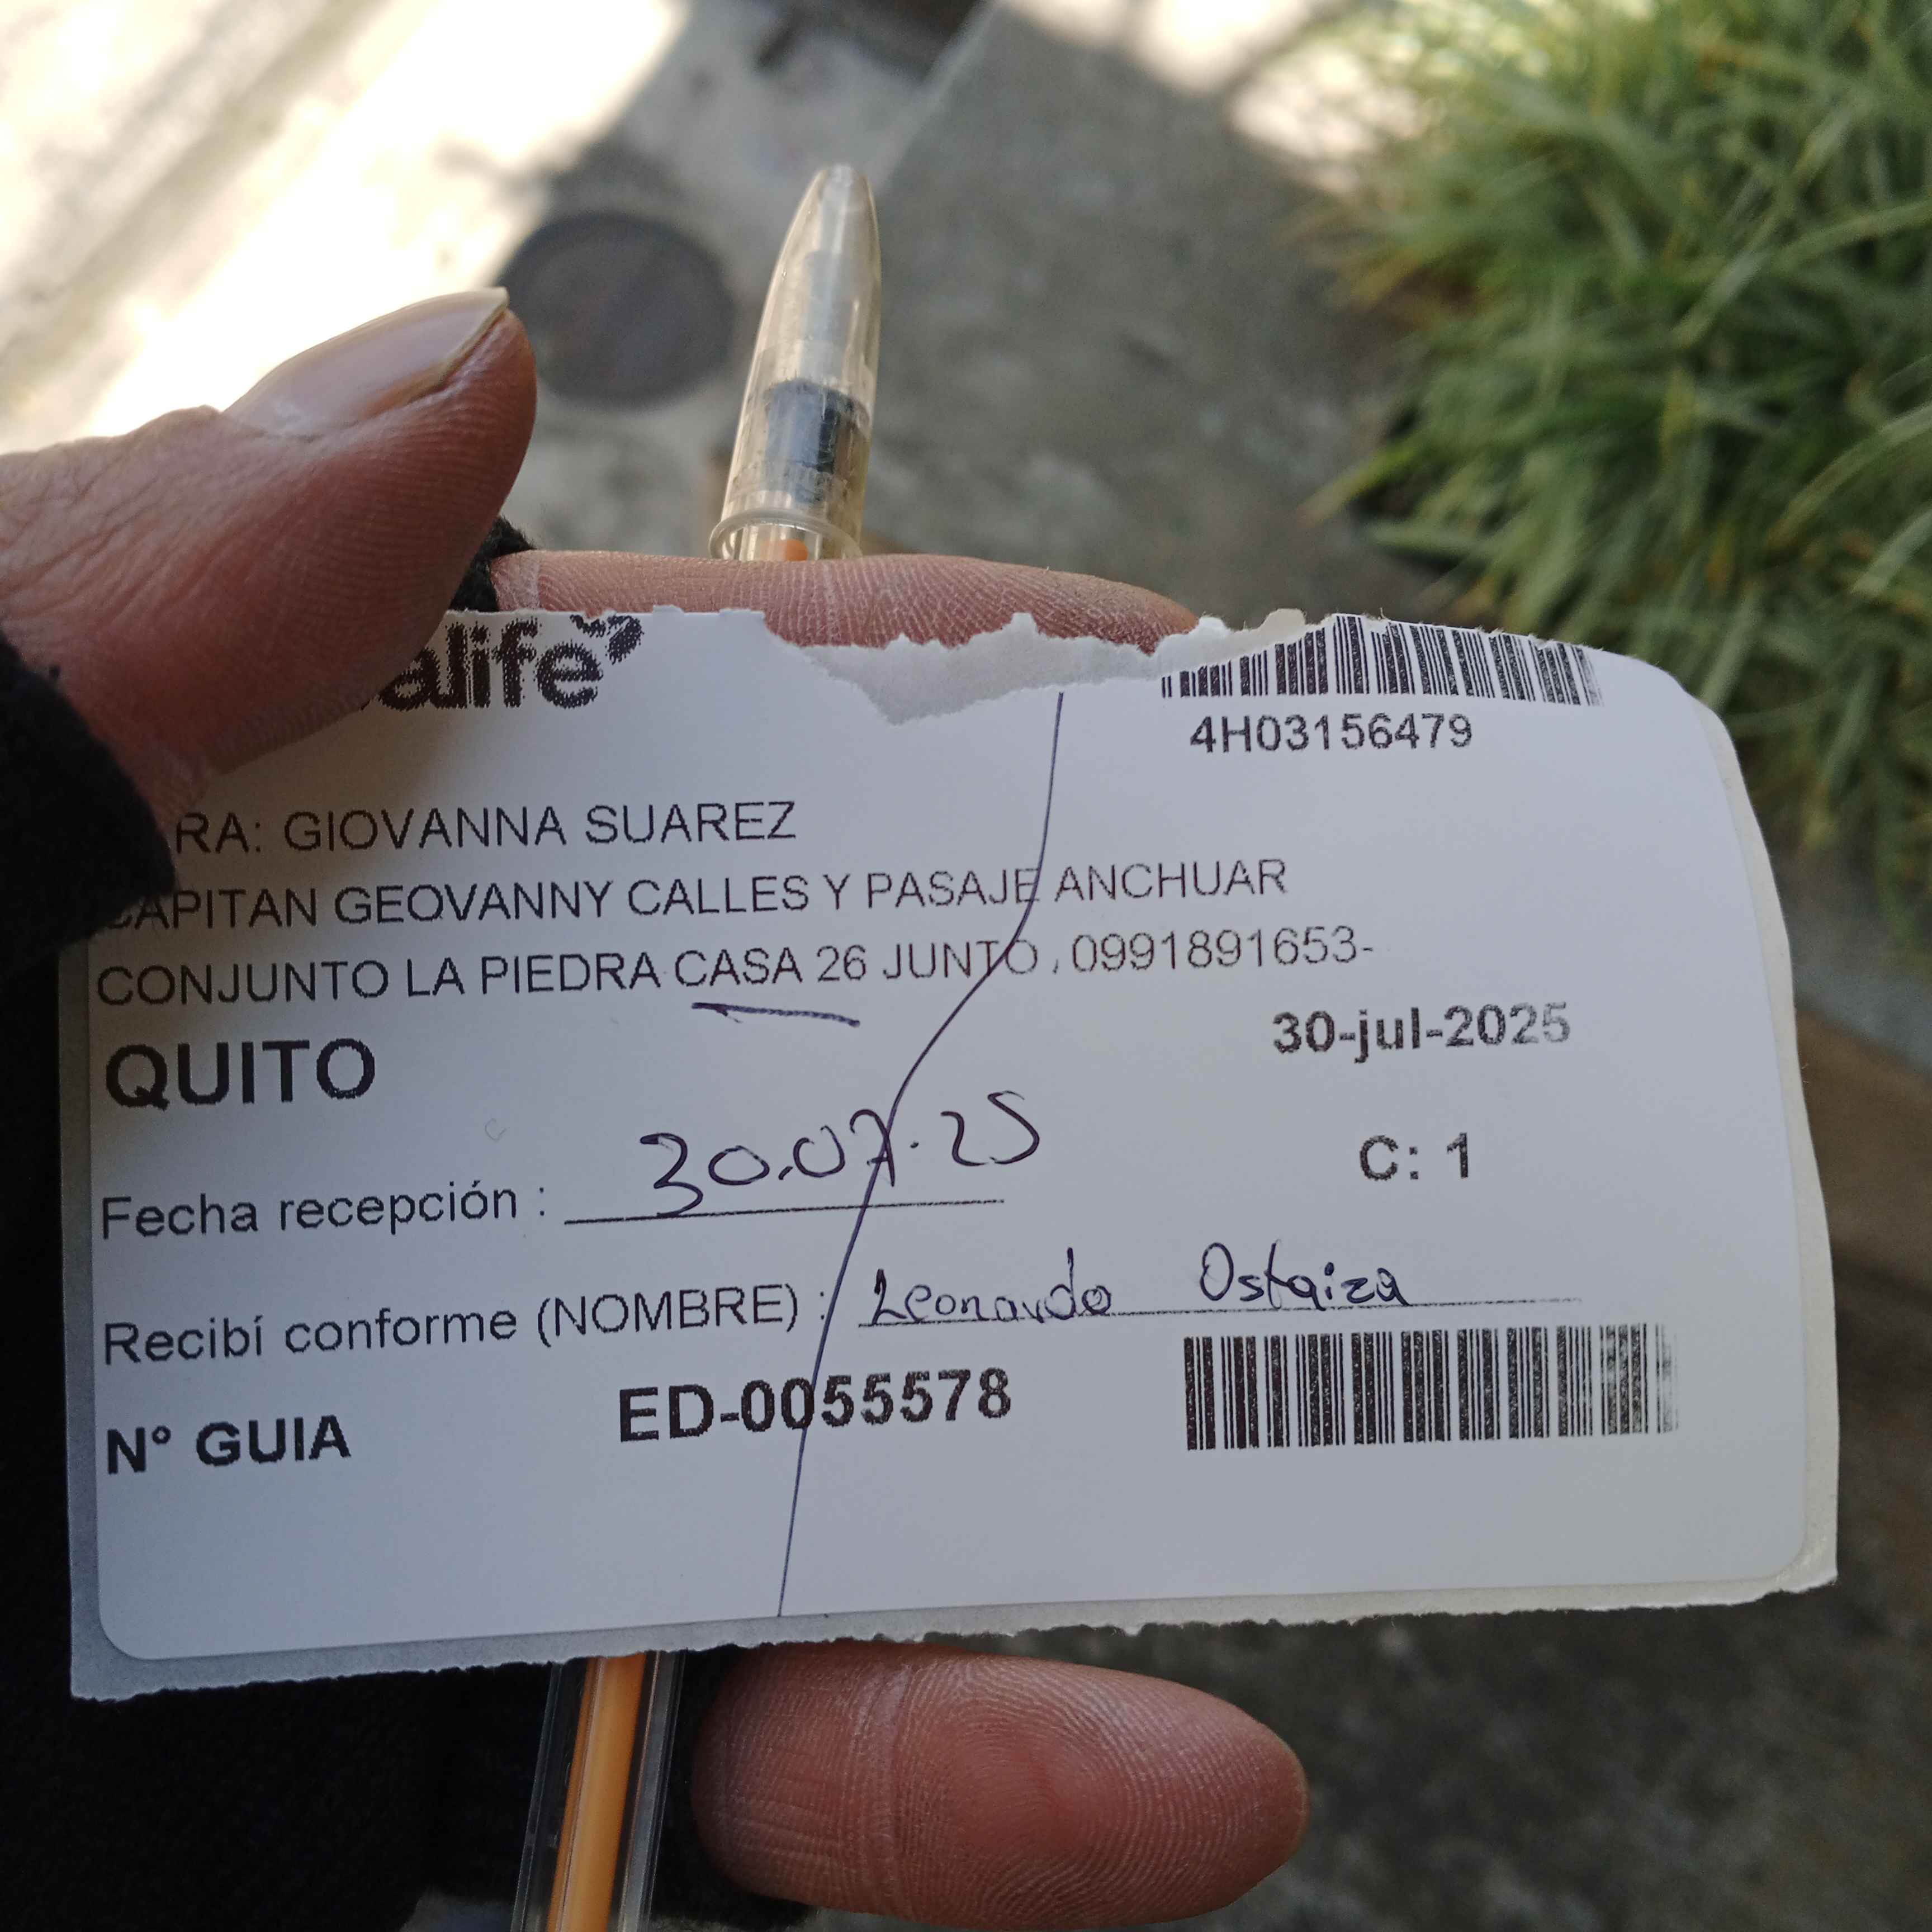 alife
4H03156479
RA: GIOVANNA SUAREZ
CAPITAN GEOVANNY CALLES Y PASAJE ANCHUAR
CONJUNTO LA PIEDRA CASA 26 JUNTO , 0991891653-
QUITO
30-jul-2025
Fecha recepción : 30.07.25
C: 1
Recibí conforme (NOMBRE) : Leonardo Ostaiza
N° GUIA ED-0055578